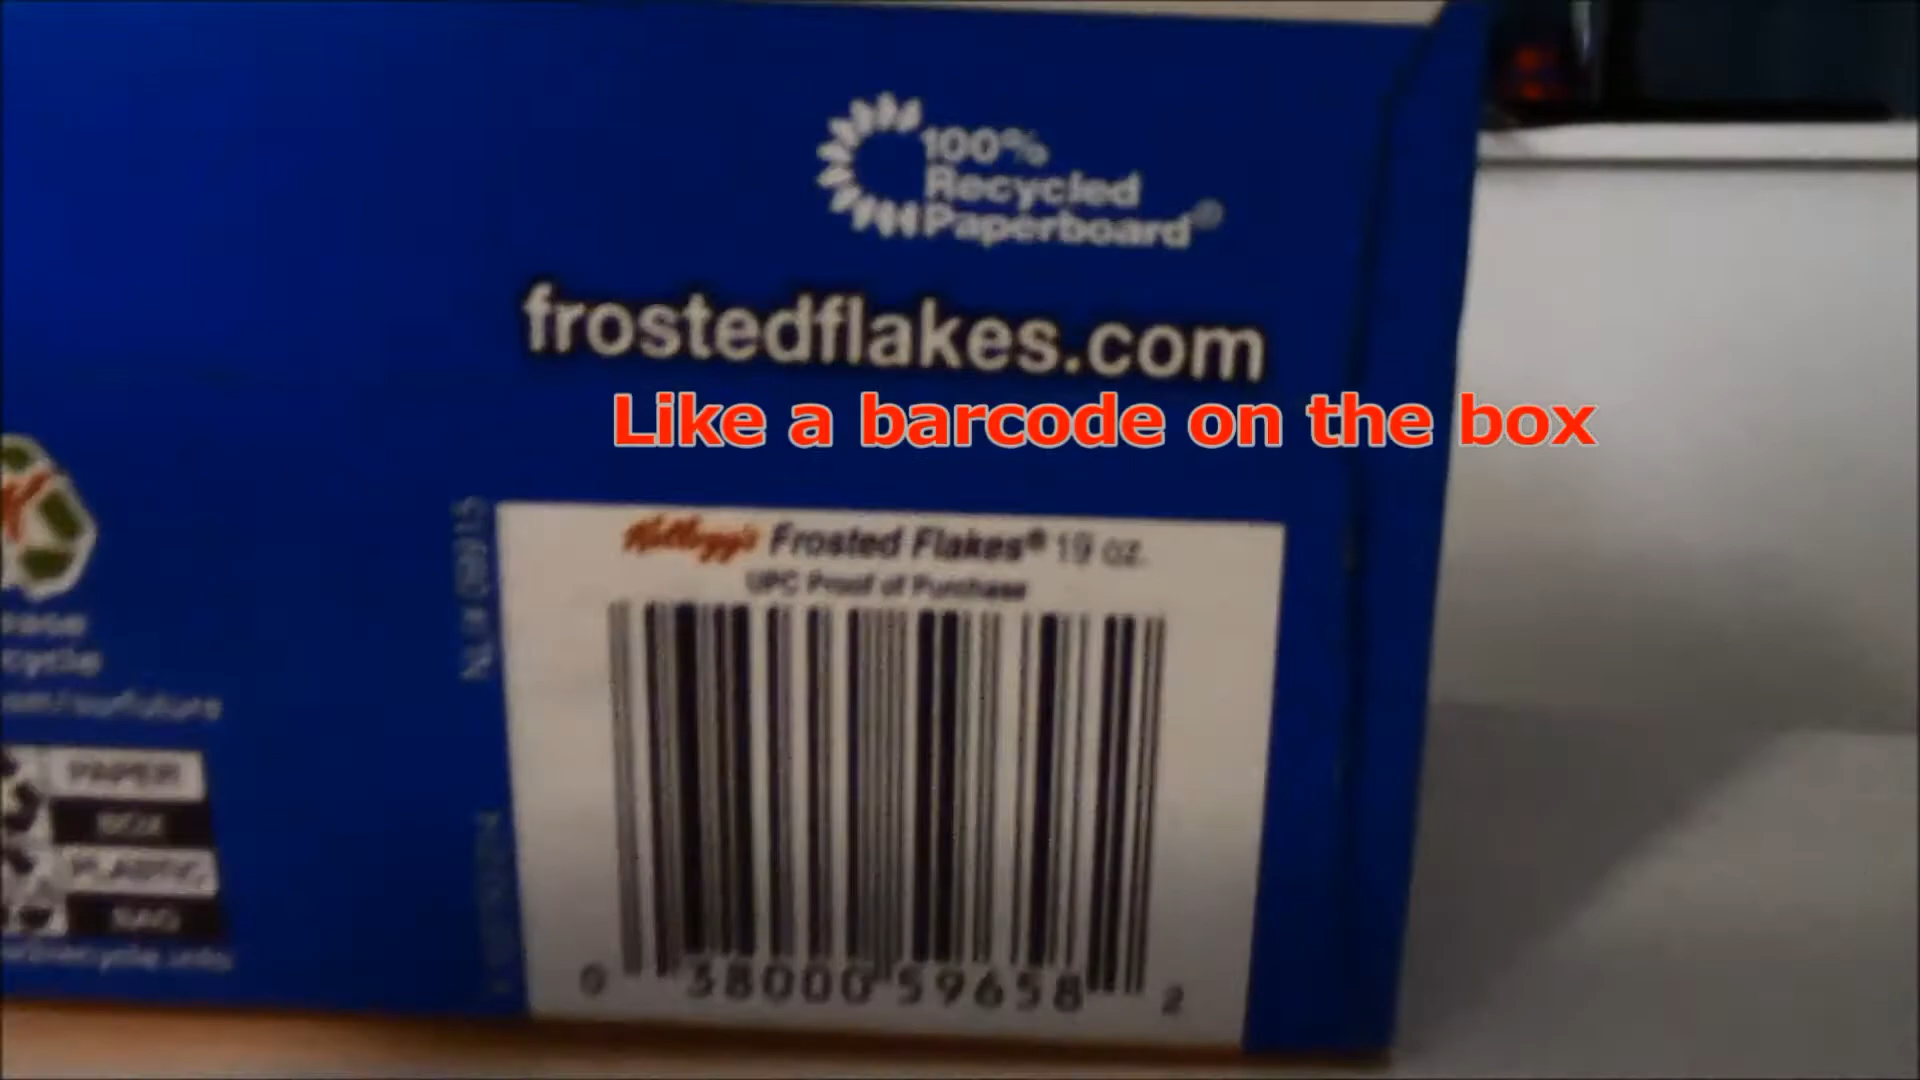 100%
Recycled
Paperboard®
frostedflakes.com
Like a barcode on the box
Kellogg's Frosted Flakes® 19 oz.
UPC Proof of Purchase
0 38000 59658 2
PAPER
BOX
PLASTIC
BAG